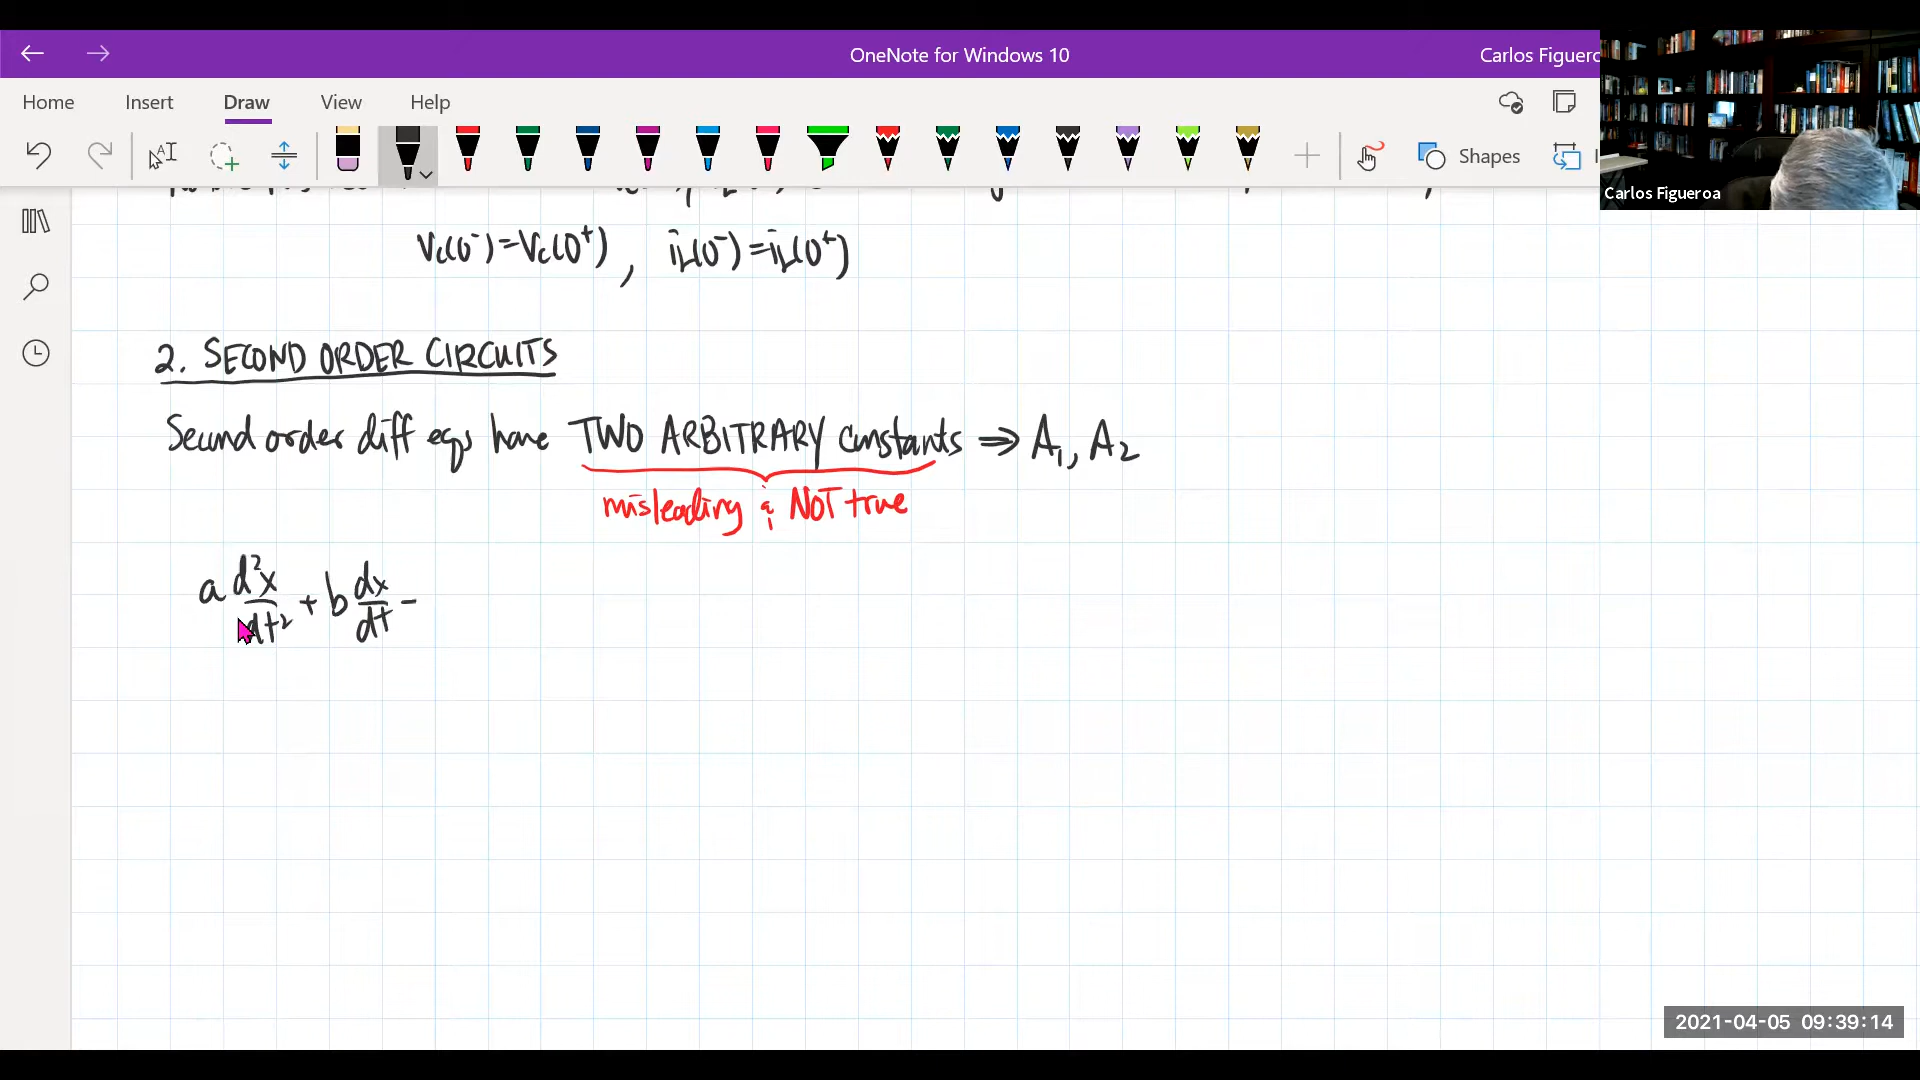 OneNote for Windows 10
Carlos Figuero
Home Insert Draw View Help
Shapes
Carlos Figueroa
Vc(0⁻)=Vc(0⁺), iL(0⁻)=iL(0⁺)
2. SECOND ORDER CIRCUITS
Second order diff eqs have TWO ARBITRARY constants ⇒ A₁, A₂
misleading & NOT true
a d²x/dt² + b dx/dt -
2021-04-05 09:39:14